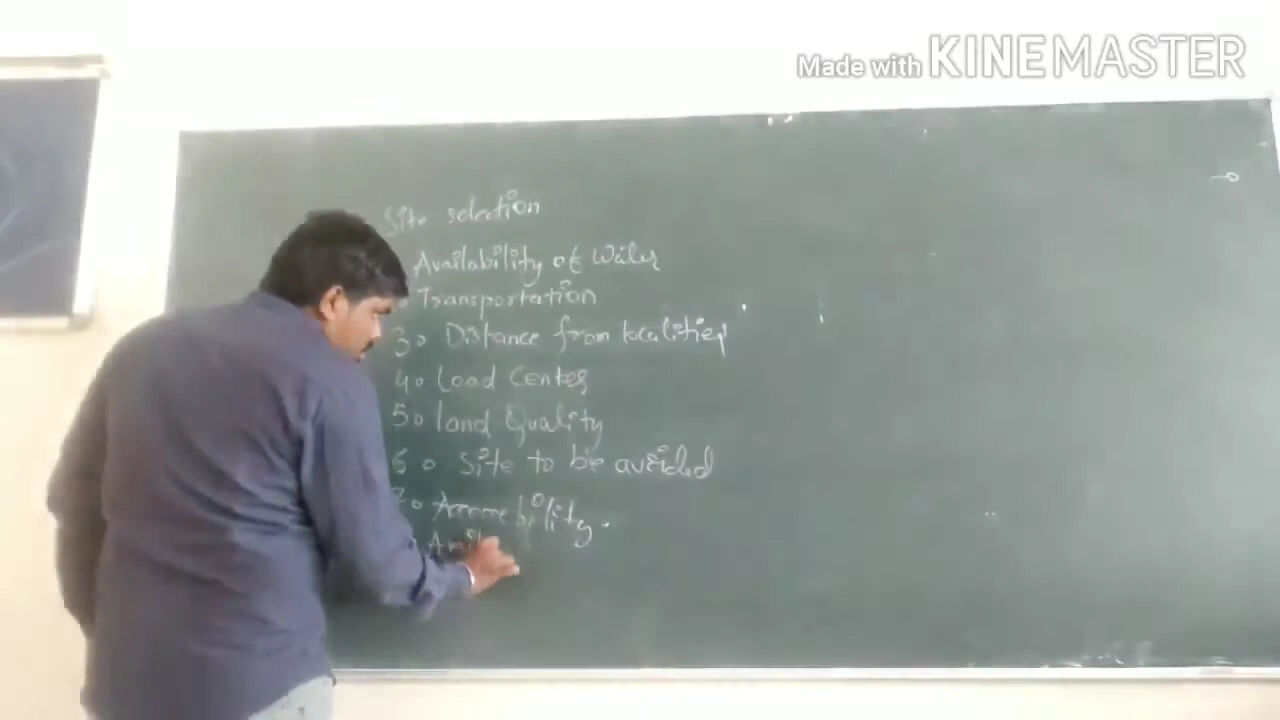 Made with KINEMASTER
Site selection
Availability of Water
Transportation
3. Distance from localities
4. Load Center
5. land Quality
6. Site to be avoided
7.